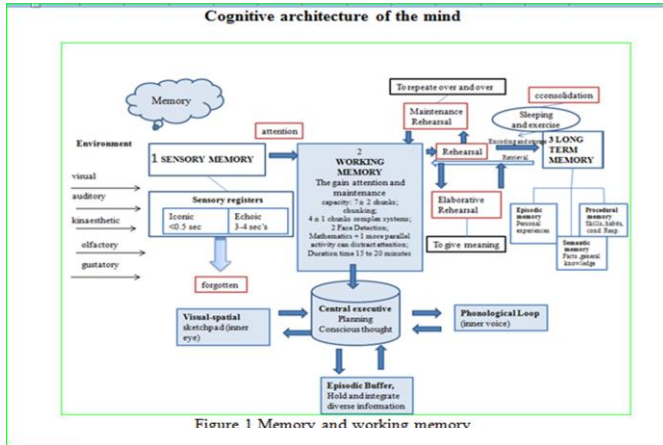 Cognitive architecture of the mind
Memory
To repeat over and over
cconsolidation
Maintenance
Rehearsal
Sleeping
and exercise
Environment
attention
1 SENSORY MEMORY
2
WORKING
MEMORY
The gain attention and
maintenance
capacity: 7± 2 chunks;
chunking;
4 ± 1 chunks complex systems;
2 Face Detection;
Mathematics + 1 more parallel
activity can distract attention;
Duration time 15 to 20 minutes
Rehearsal
Encoding and
Retrieval
3 LONG
TERM
MEMORY
visual
auditory
kinaesthetic
olfactory
gustatory
Sensory registers
Iconic
<0.5 sec
Echoic
3-4 sec's
Elaborative
Rehearsal
To give meaning
Episodic
memory
Personal
experiences
Procedural
memory
Skills, habits,
cond. Resp.
Semantic
memory
Facts ,general
knowledge
forgotten
Visual-spatial
sketchpad (inner
eye)
Central executive
Planning
Conscious thought
Phonological Loop
(inner voice)
Episodic Buffer,
Hold and integrate
diverse information
Figure 1 Memory and working memory